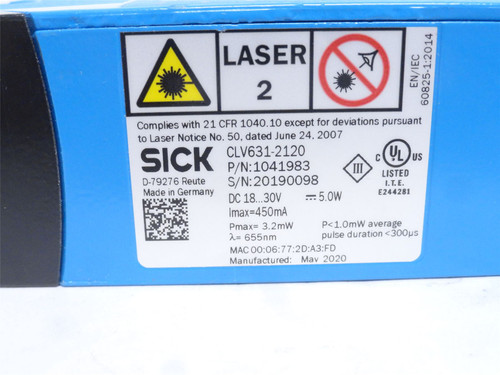 LASER
2
EN/IEC
60825-1:2014
Complies with 21 CFR 1040.10 except for deviations pursuant
to Laser Notice No. 50, dated June 24, 2007
SICK
D-79276 Reute
Made in Germany
CLV631-2120
P/N:1041983
S/N:20190098
DC 18...30V ⎓ 5.0W
Imax=450mA
Pmax= 3.2mW
λ= 655nm
P<1.0mW average
pulse duration <300µs
MAC 00:06:77:2D:A3:FD
Manufactured: May 2020
III
c UL us
LISTED
I.T.E.
E244281